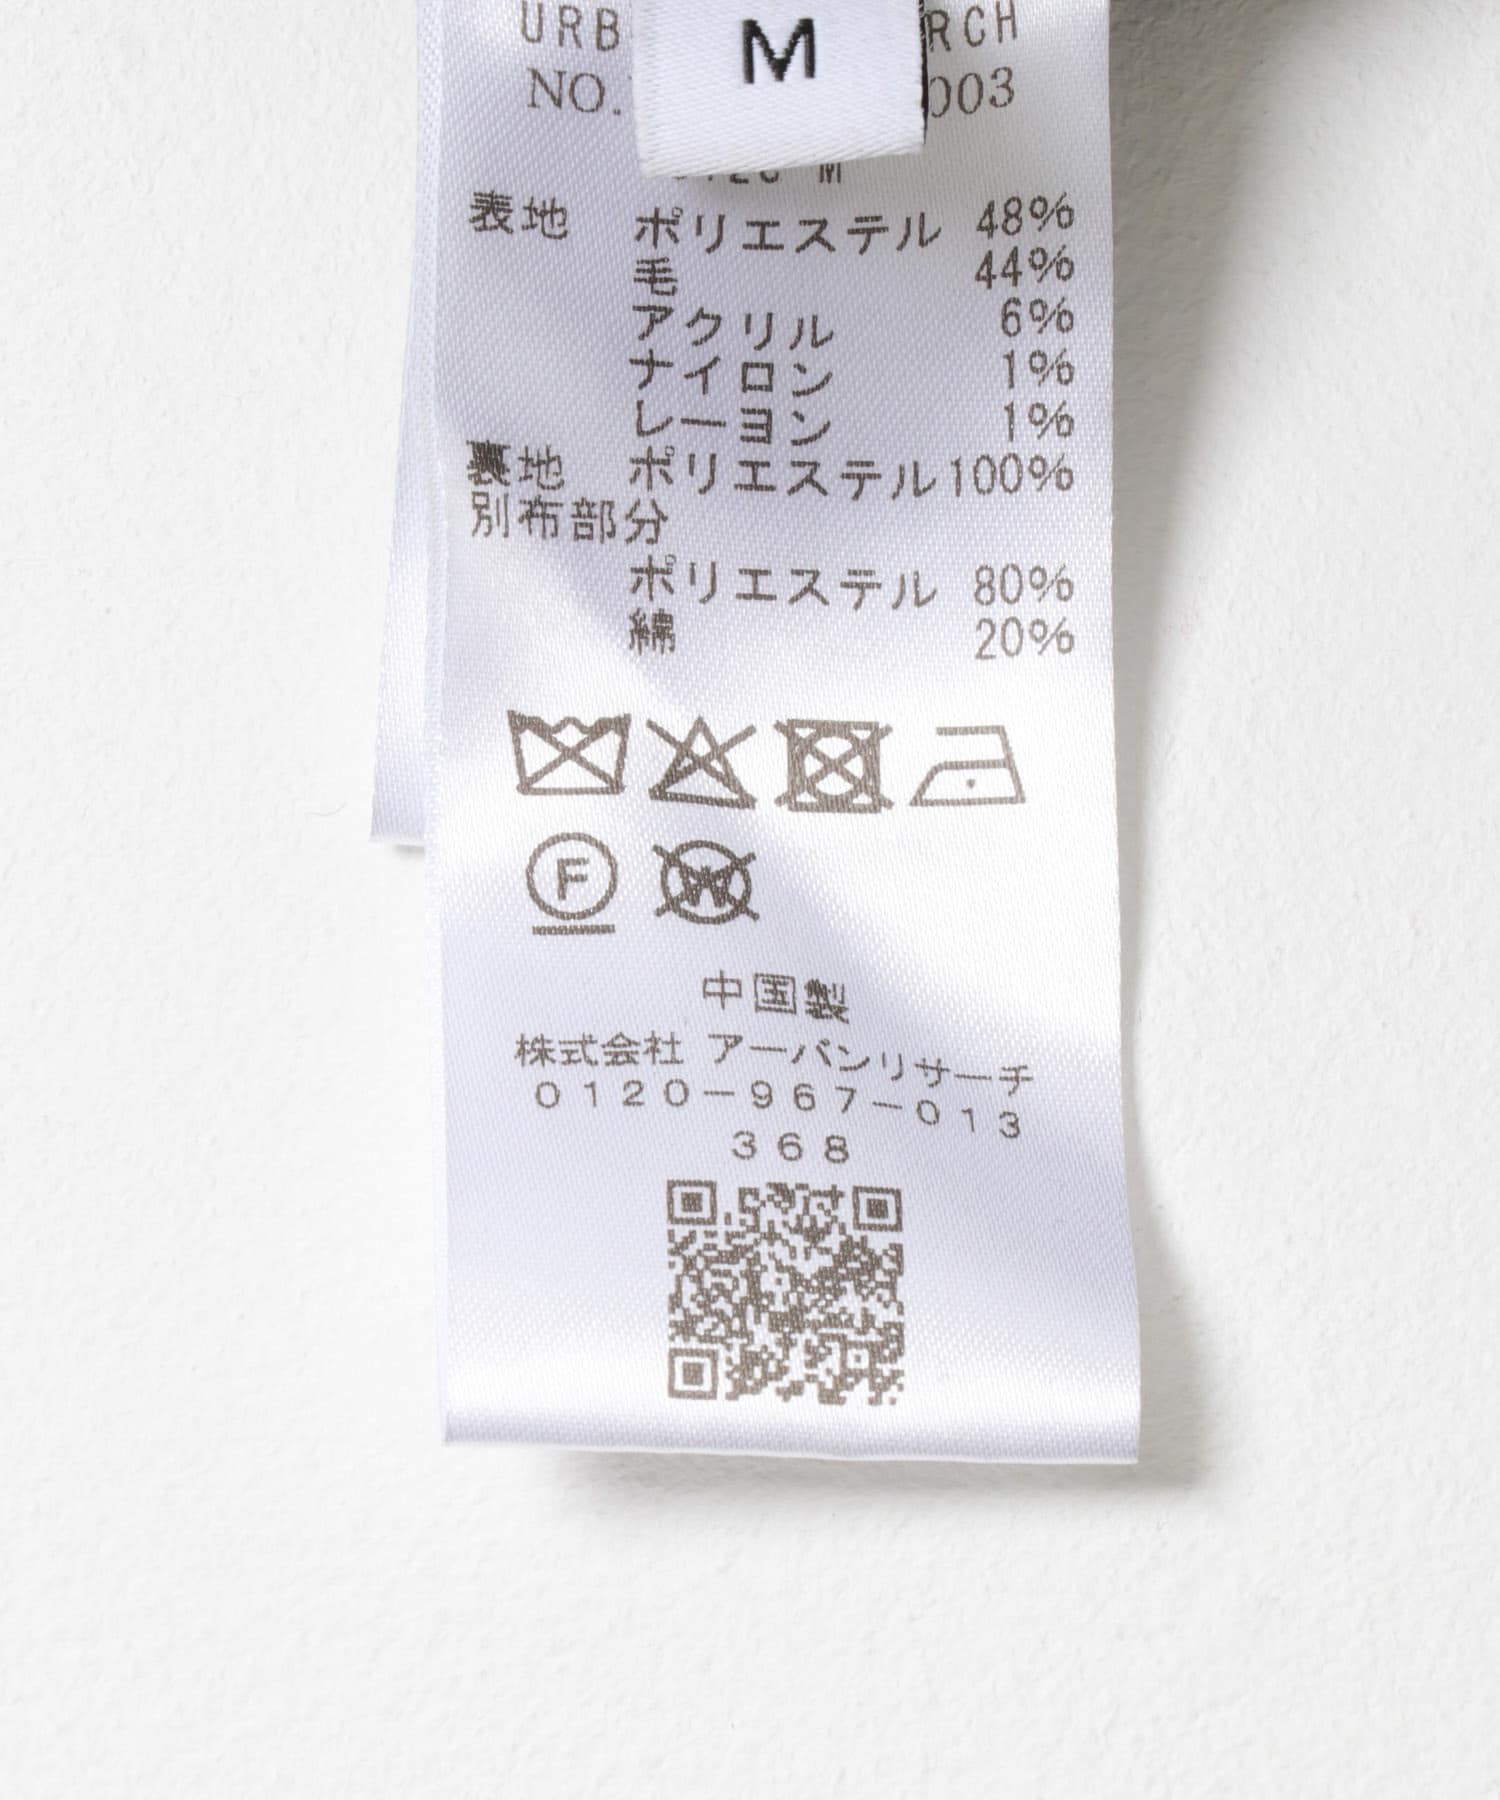 M
NO.
表地 ポリエステル 48%
毛 44%
アクリル 6%
ナイロン 1%
レーヨン 1%
裏地 ポリエステル 100%
別布部分
ポリエステル 80%
綿 20%
F
W
中国製
株式会社 アーバンリサーチ
0120-967-013
368